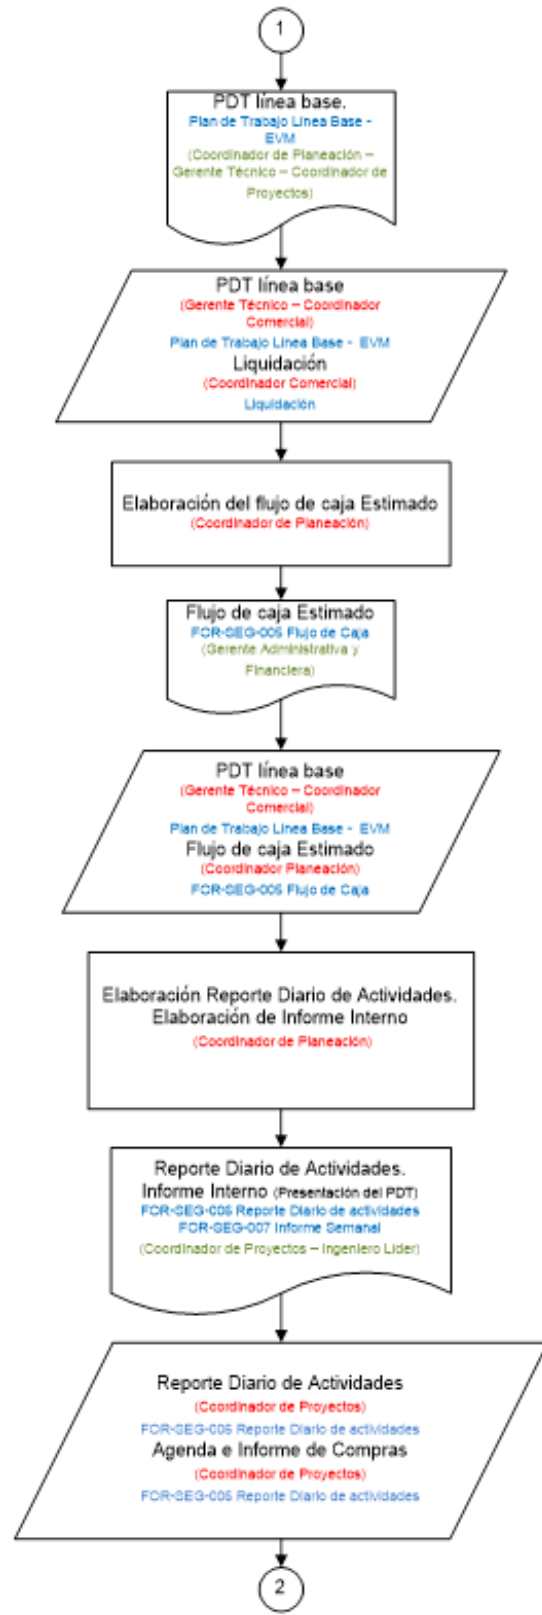 1
PDT línea base.
Plan de Trabajo Línea Base -
EVM
(Coordinador de Planeación –
Gerente Técnico – Coordinador de
Proyectos)
PDT línea base
(Gerente Técnico – Coordinador
Comercial)
Plan de Trabajo Línea Base - EVM
Liquidación
(Coordinador Comercial)
Liquidación
Elaboración del flujo de caja Estimado
(Coordinador de Planeación)
Flujo de caja Estimado
FOR-SEG-005 Flujo de Caja
(Gerente Administrativa y
Financiera)
PDT línea base
(Gerente Técnico – Coordinador
Comercial)
Plan de Trabajo Línea Base - EVM
Flujo de caja Estimado
(Coordinador Planeación)
FOR-SEG-005 Flujo de Caja
Elaboración Reporte Diario de Actividades.
Elaboración de Informe Interno
(Coordinador de Planeación)
Reporte Diario de Actividades.
Informe Interno (Presentación del PDT)
FOR-SEG-006 Reporte Diario de actividades
FOR-SEG-007 Informe Semanal
(Coordinador de Proyectos – Ingeniero Líder)
Reporte Diario de Actividades
(Coordinador de Proyectos)
FOR-SEG-006 Reporte Diario de actividades
Agenda e Informe de Compras
(Coordinador de Proyectos)
FOR-SEG-006 Reporte Diario de actividades
2